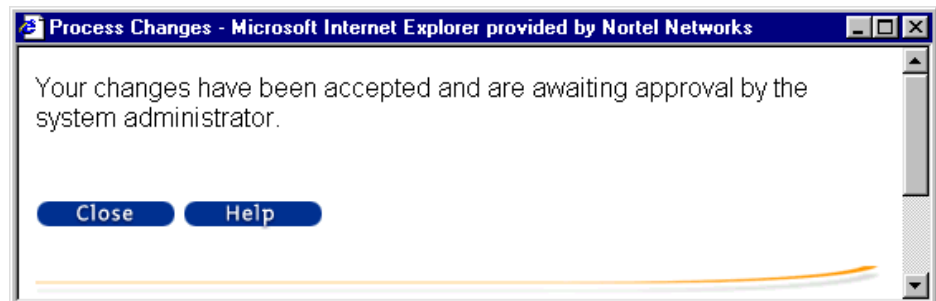 Process Changes - Microsoft Internet Explorer provided by Nortel Networks
Your changes have been accepted and are awaiting approval by the
system administrator.
Close Help